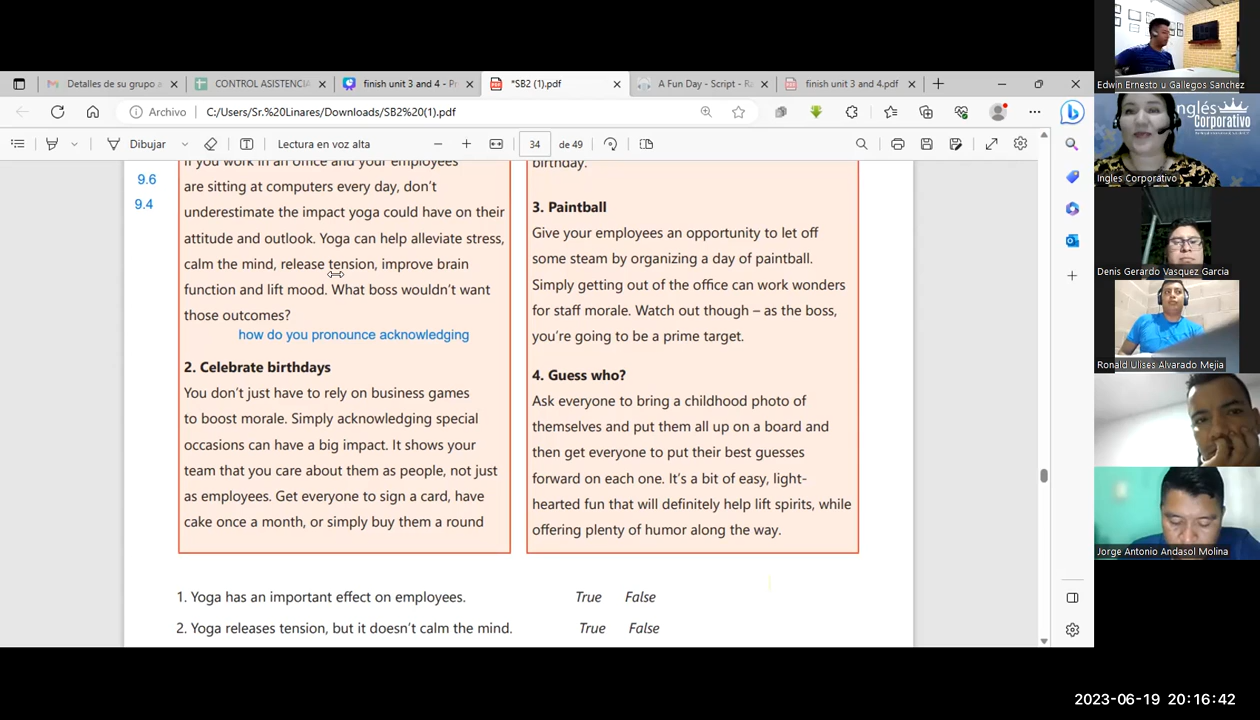 Detalles de su grupo a
CONTROL ASISTENCIA
finish unit 3 and 4 - Pr
*SB2 (1).pdf
A Fun Day - Script - Ra
finish unit 3 and 4.pdf
Archivo
C:/Users/Sr.%20Linares/Downloads/SB2%20(1).pdf
Dibujar
Lectura en voz alta
34
de 49
9.6
9.4
If you work in an office and your employees
are sitting at computers every day, don't
underestimate the impact yoga could have on their
attitude and outlook. Yoga can help alleviate stress,
calm the mind, release tension, improve brain
function and lift mood. What boss wouldn't want
those outcomes?
how do you pronounce acknowledging
2. Celebrate birthdays
You don't just have to rely on business games
to boost morale. Simply acknowledging special
occasions can have a big impact. It shows your
team that you care about them as people, not just
as employees. Get everyone to sign a card, have
cake once a month, or simply buy them a round
birthday.
3. Paintball
Give your employees an opportunity to let off
some steam by organizing a day of paintball.
Simply getting out of the office can work wonders
for staff morale. Watch out though – as the boss,
you're going to be a prime target.
4. Guess who?
Ask everyone to bring a childhood photo of
themselves and put them all up on a board and
then get everyone to put their best guesses
forward on each one. It's a bit of easy, light-
hearted fun that will definitely help lift spirits, while
offering plenty of humor along the way.
1. Yoga has an important effect on employees. True False
2. Yoga releases tension, but it doesn't calm the mind. True False
Edwin Ernesto u Gallegos Sanchez
Inglés
Corporativo
Ingles Corporativo
Denis Gerardo Vasquez Garcia
Ronald Ulises Alvarado Mejia
Jorge Antonio Andasol Molina
2023-06-19 20:16:42